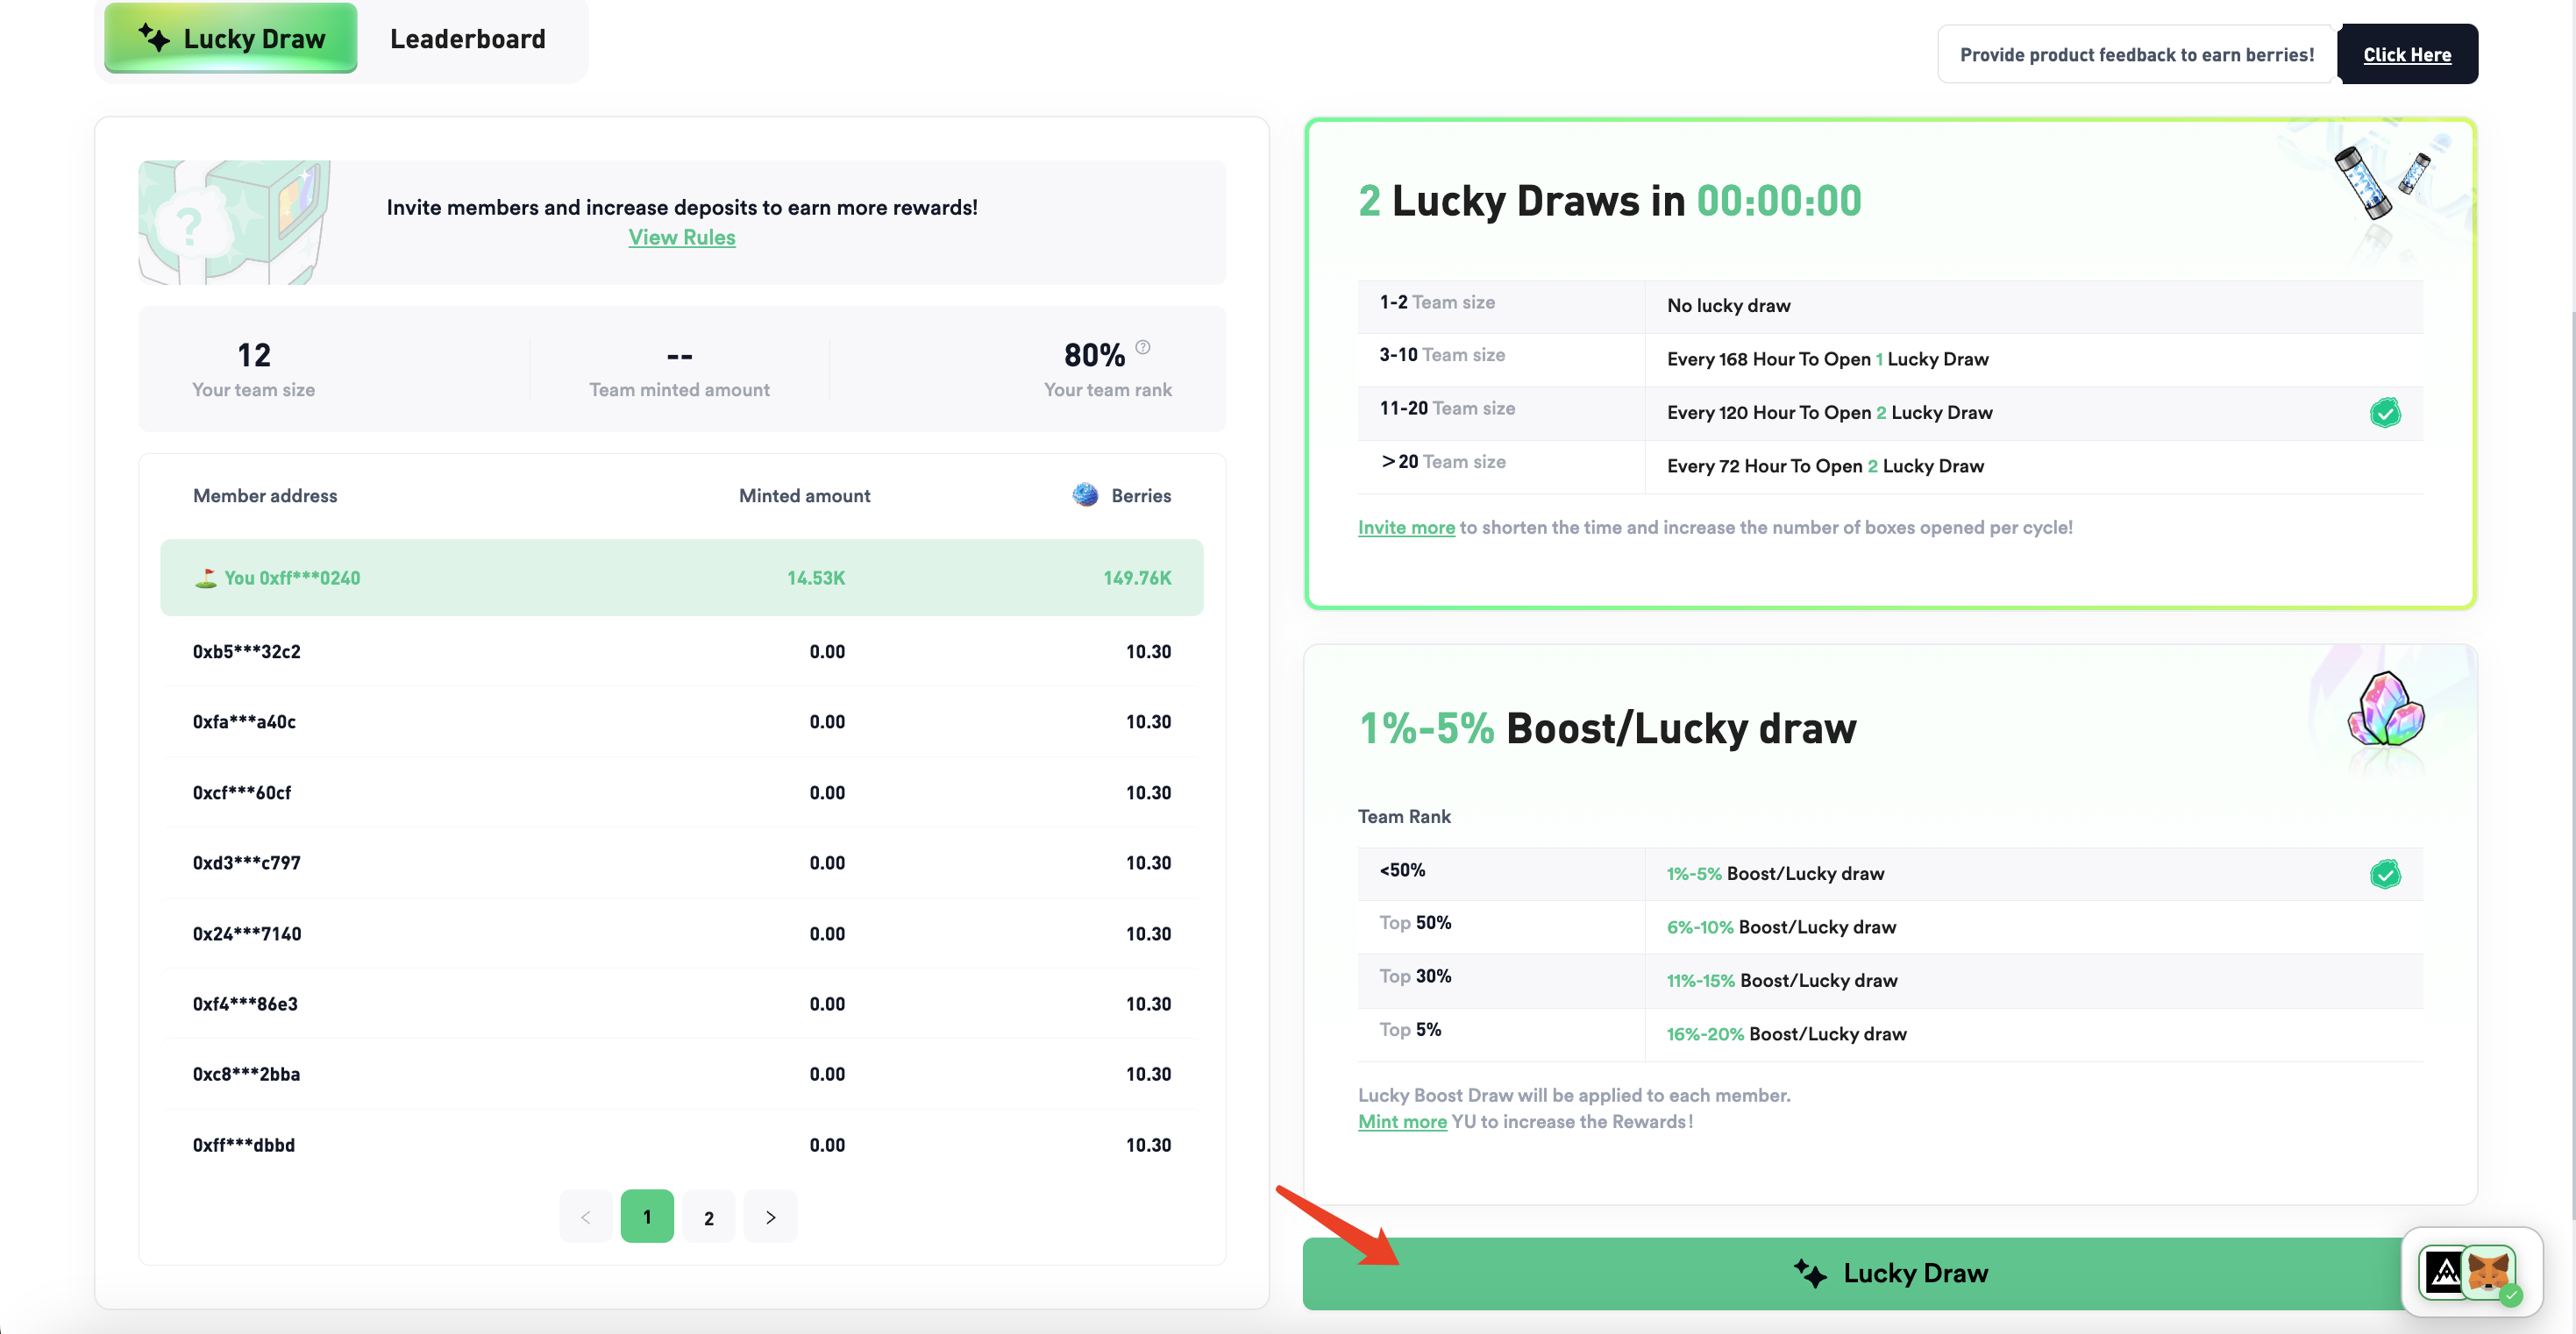 Lucky Draw
Leaderboard
Provide product feedback to earn berries!
Click Here
?
Invite members and increase deposits to earn more rewards!
View Rules
12
Your team size
--
Team minted amount
80% ?
Your team rank
Member address Minted amount Berries
You 0xff***0240 14.53K 149.76K
0xb5***32c2 0.00 10.30
0xfa***a40c 0.00 10.30
0xcf***60cf 0.00 10.30
0xd3***c797 0.00 10.30
0x24***7140 0.00 10.30
0xf4***86e3 0.00 10.30
0xc8***2bba 0.00 10.30
0xff***dbbd 0.00 10.30
< 1 2 >
2 Lucky Draws in 00:00:00
1-2 Team size No lucky draw
3-10 Team size Every 168 Hour To Open 1 Lucky Draw
11-20 Team size Every 120 Hour To Open 2 Lucky Draw
>20 Team size Every 72 Hour To Open 2 Lucky Draw
Invite more to shorten the time and increase the number of boxes opened per cycle!
1%-5% Boost/Lucky draw
Team Rank
<50% 1%-5% Boost/Lucky draw
Top 50% 6%-10% Boost/Lucky draw
Top 30% 11%-15% Boost/Lucky draw
Top 5% 16%-20% Boost/Lucky draw
Lucky Boost Draw will be applied to each member.
Mint more YU to increase the Rewards!
Lucky Draw